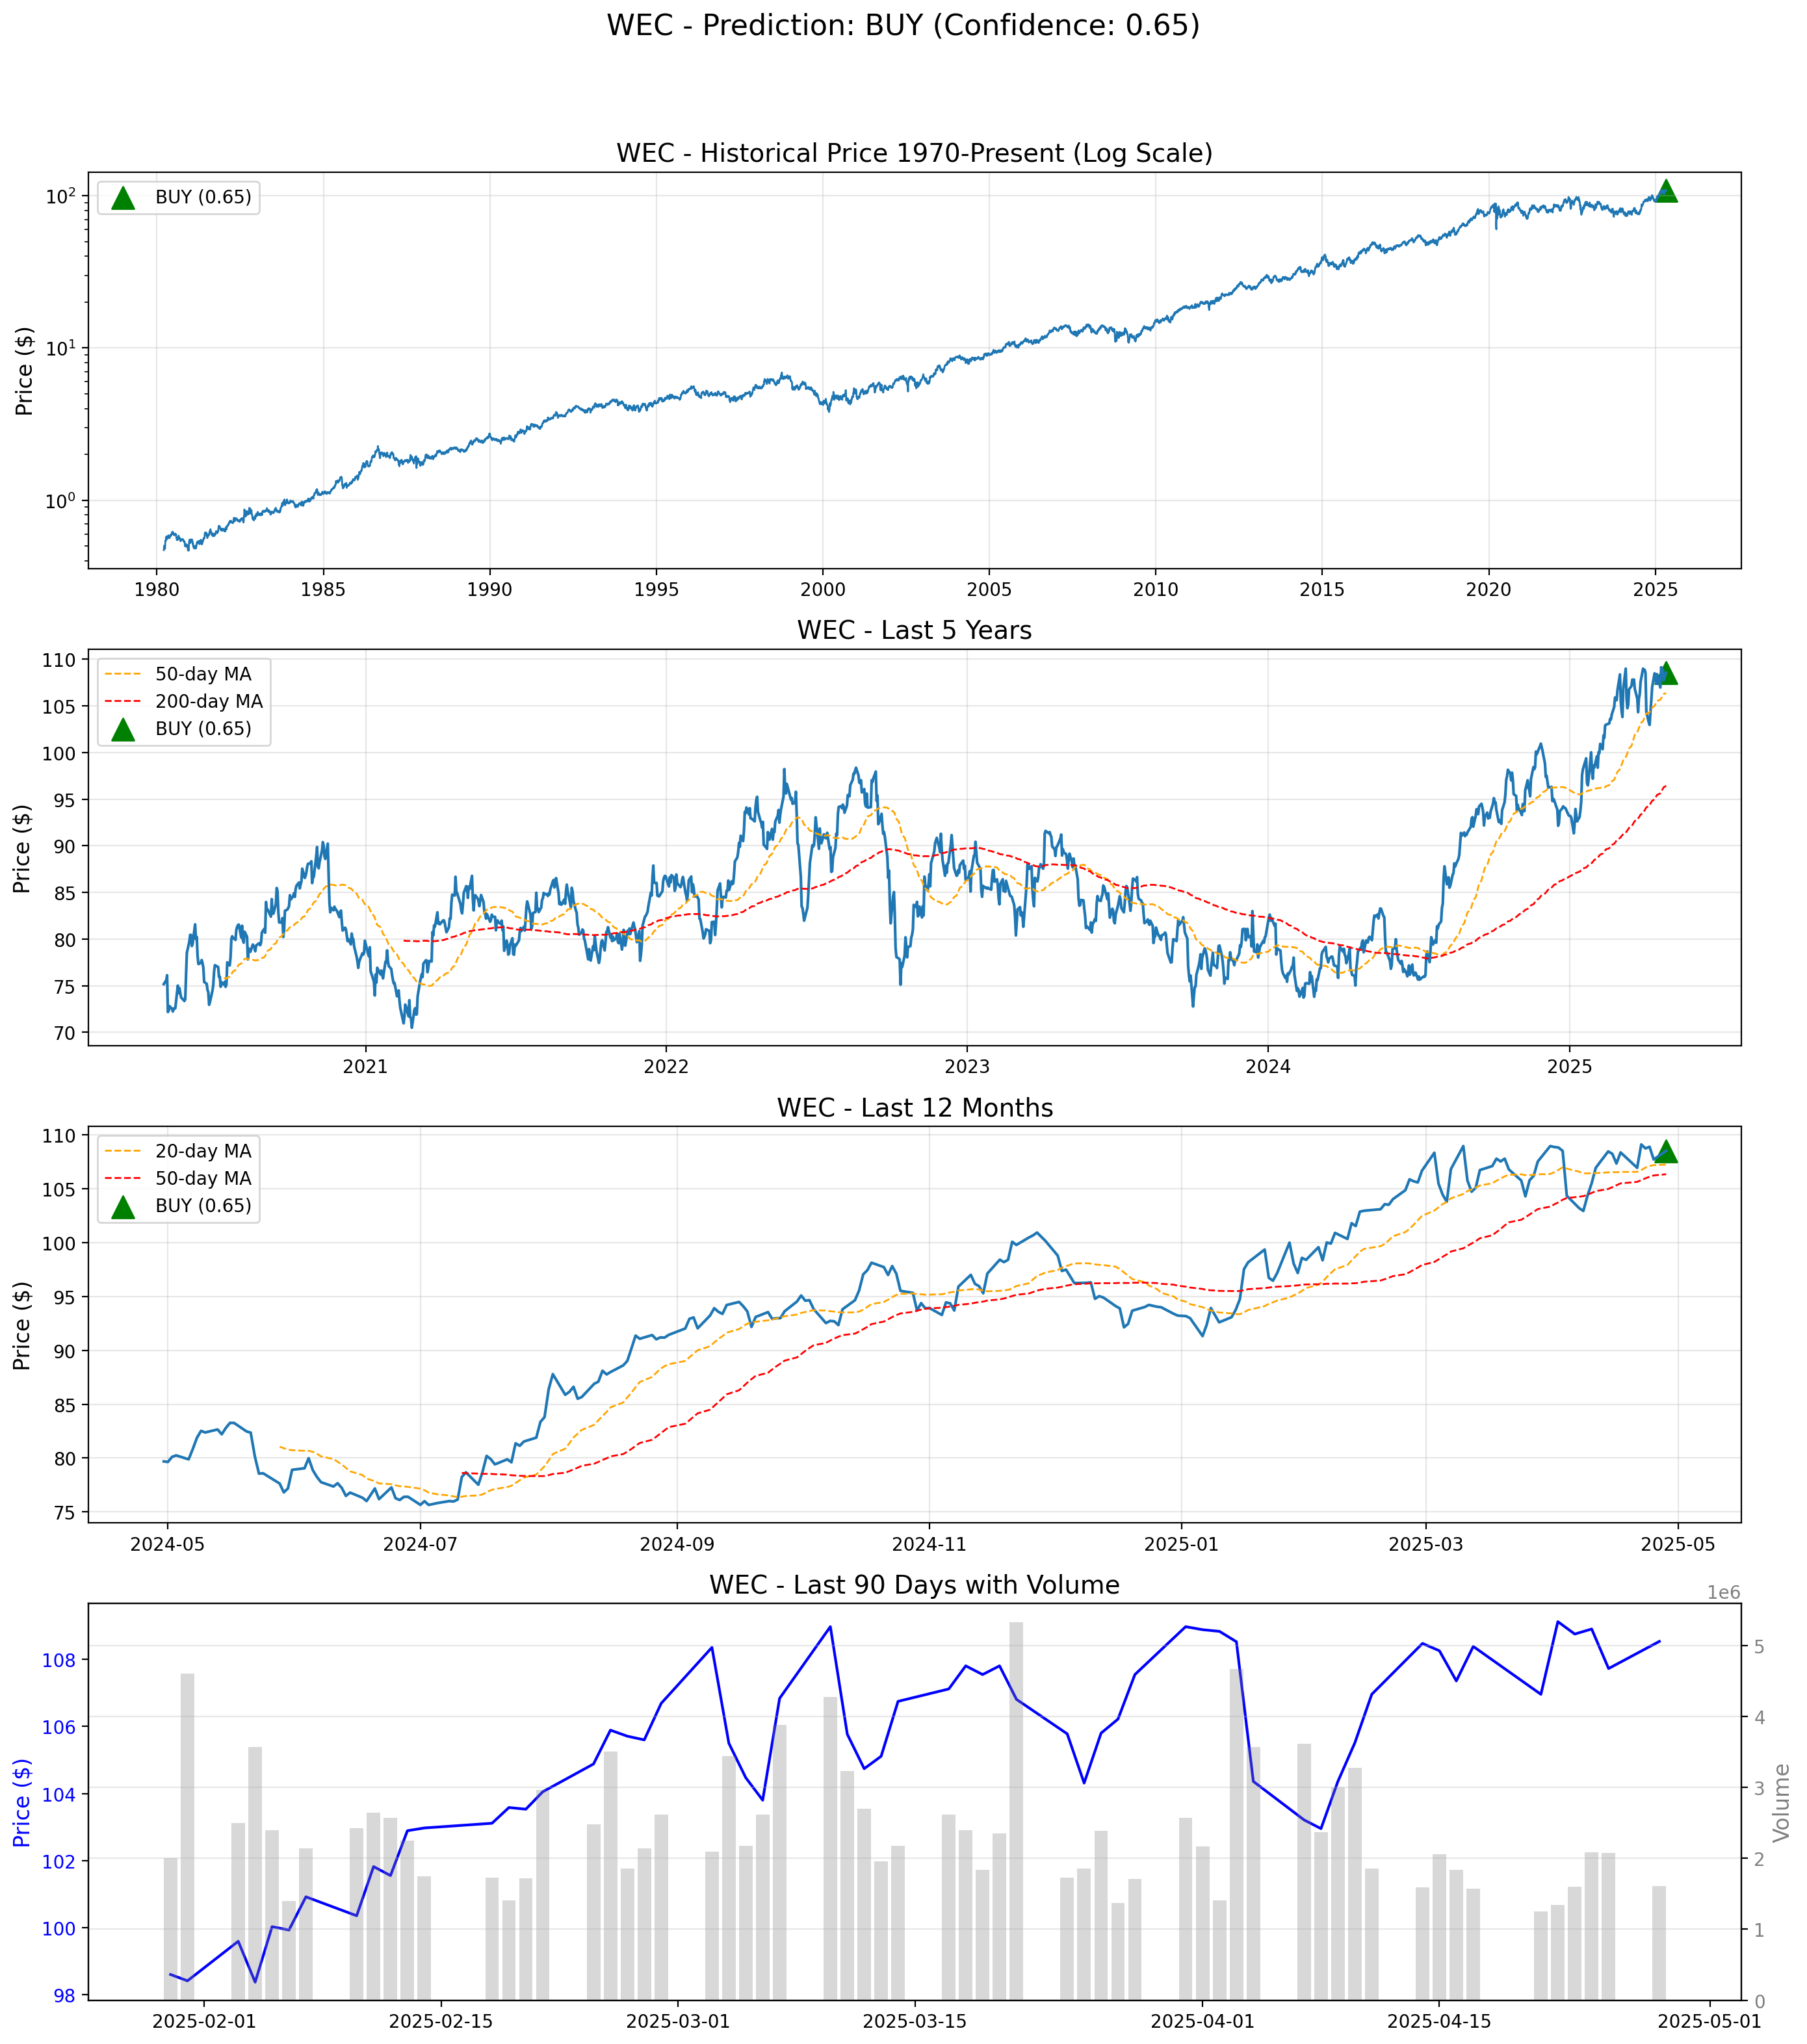 WEC - Prediction: BUY (Confidence: 0.65)
WEC - Historical Price 1970-Present (Log Scale)
BUY (0.65)
10²
10¹
10⁰
Price ($)
1980 1985 1990 1995 2000 2005 2010 2015 2020 2025
WEC - Last 5 Years
50-day MA
200-day MA
BUY (0.65)
110
105
100
95
90
85
80
75
70
Price ($)
2021 2022 2023 2024 2025
WEC - Last 12 Months
20-day MA
50-day MA
BUY (0.65)
110
105
100
95
90
85
80
75
Price ($)
2024-05 2024-07 2024-09 2024-11 2025-01 2025-03 2025-05
WEC - Last 90 Days with Volume
1e6
108
106
104
102
100
98
Price ($)
5
4
3
2
1
0
Volume
2025-02-01 2025-02-15 2025-03-01 2025-03-15 2025-04-01 2025-04-15 2025-05-01